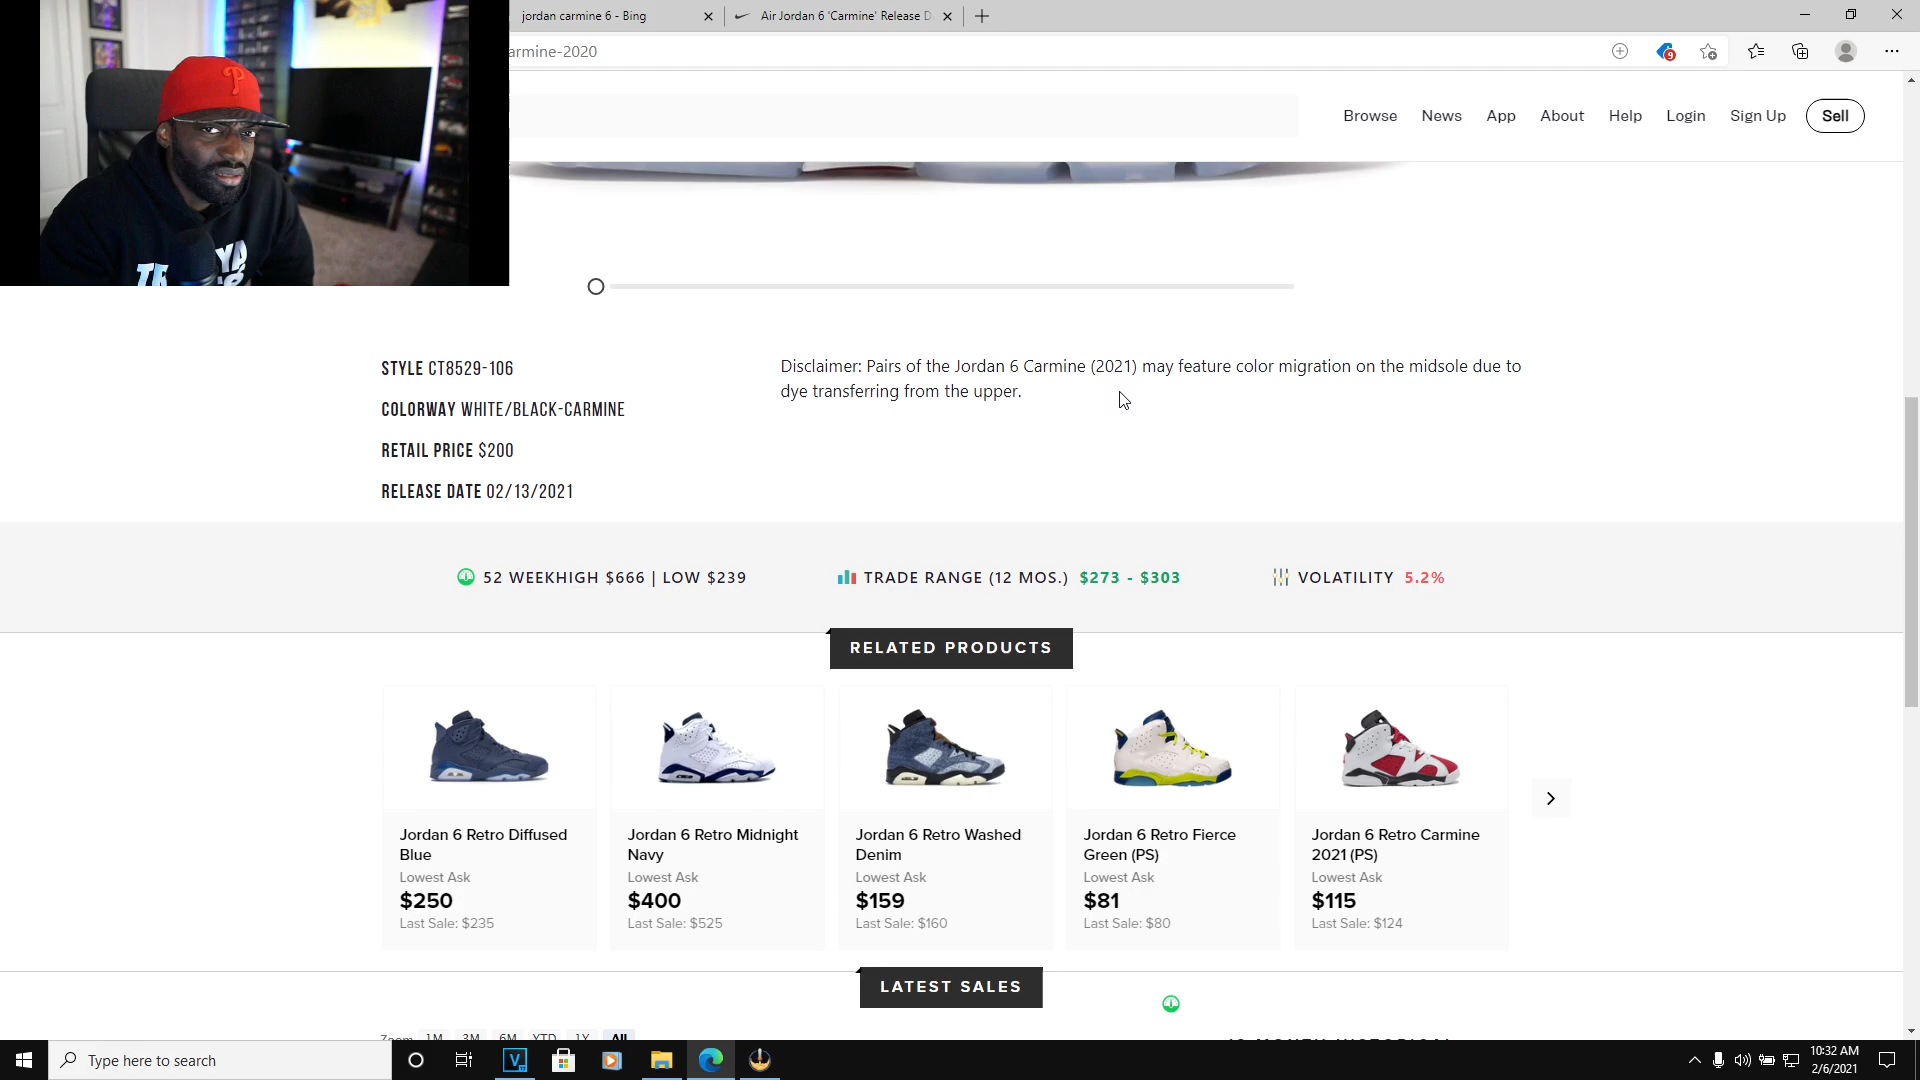 jordan carmine 6 - Bing
Air Jordan 6 'Carmine' Release D
armine-2020
9
Browse News App About Help Login Sign Up Sell
P
STYLE CT8529-106
COLORWAY WHITE/BLACK-CARMINE
RETAIL PRICE $200
RELEASE DATE 02/13/2021
Disclaimer: Pairs of the Jordan 6 Carmine (2021) may feature color migration on the midsole due to
dye transferring from the upper.
52 WEEKHIGH $666 | LOW $239
TRADE RANGE (12 MOS.) $273 - $303
VOLATILITY 5.2%
RELATED PRODUCTS
Jordan 6 Retro Diffused
Blue
Lowest Ask
$250
Last Sale: $235
Jordan 6 Retro Midnight
Navy
Lowest Ask
$400
Last Sale: $525
Jordan 6 Retro Washed
Denim
Lowest Ask
$159
Last Sale: $160
Jordan 6 Retro Fierce
Green (PS)
Lowest Ask
$81
Last Sale: $80
Jordan 6 Retro Carmine
2021 (PS)
Lowest Ask
$115
Last Sale: $124
LATEST SALES
Zoom 1M 3M 6M YTD 1Y All
Type here to search
10:32 AM
2/6/2021